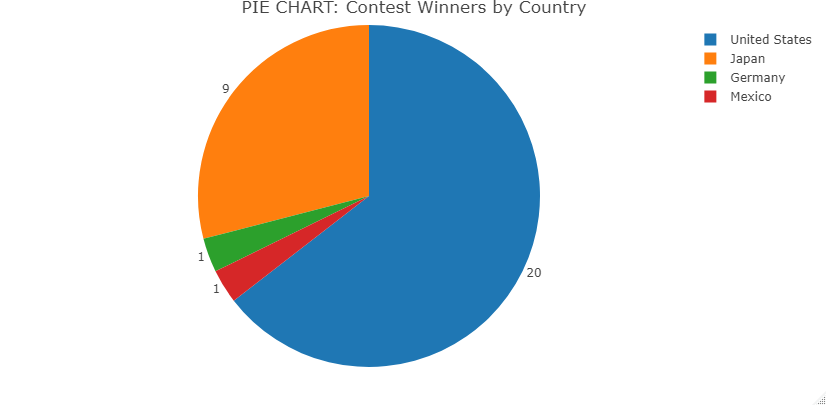 PIE CHART: Contest Winners by Country
United States
Japan
Germany
Mexico
9
1
1
20